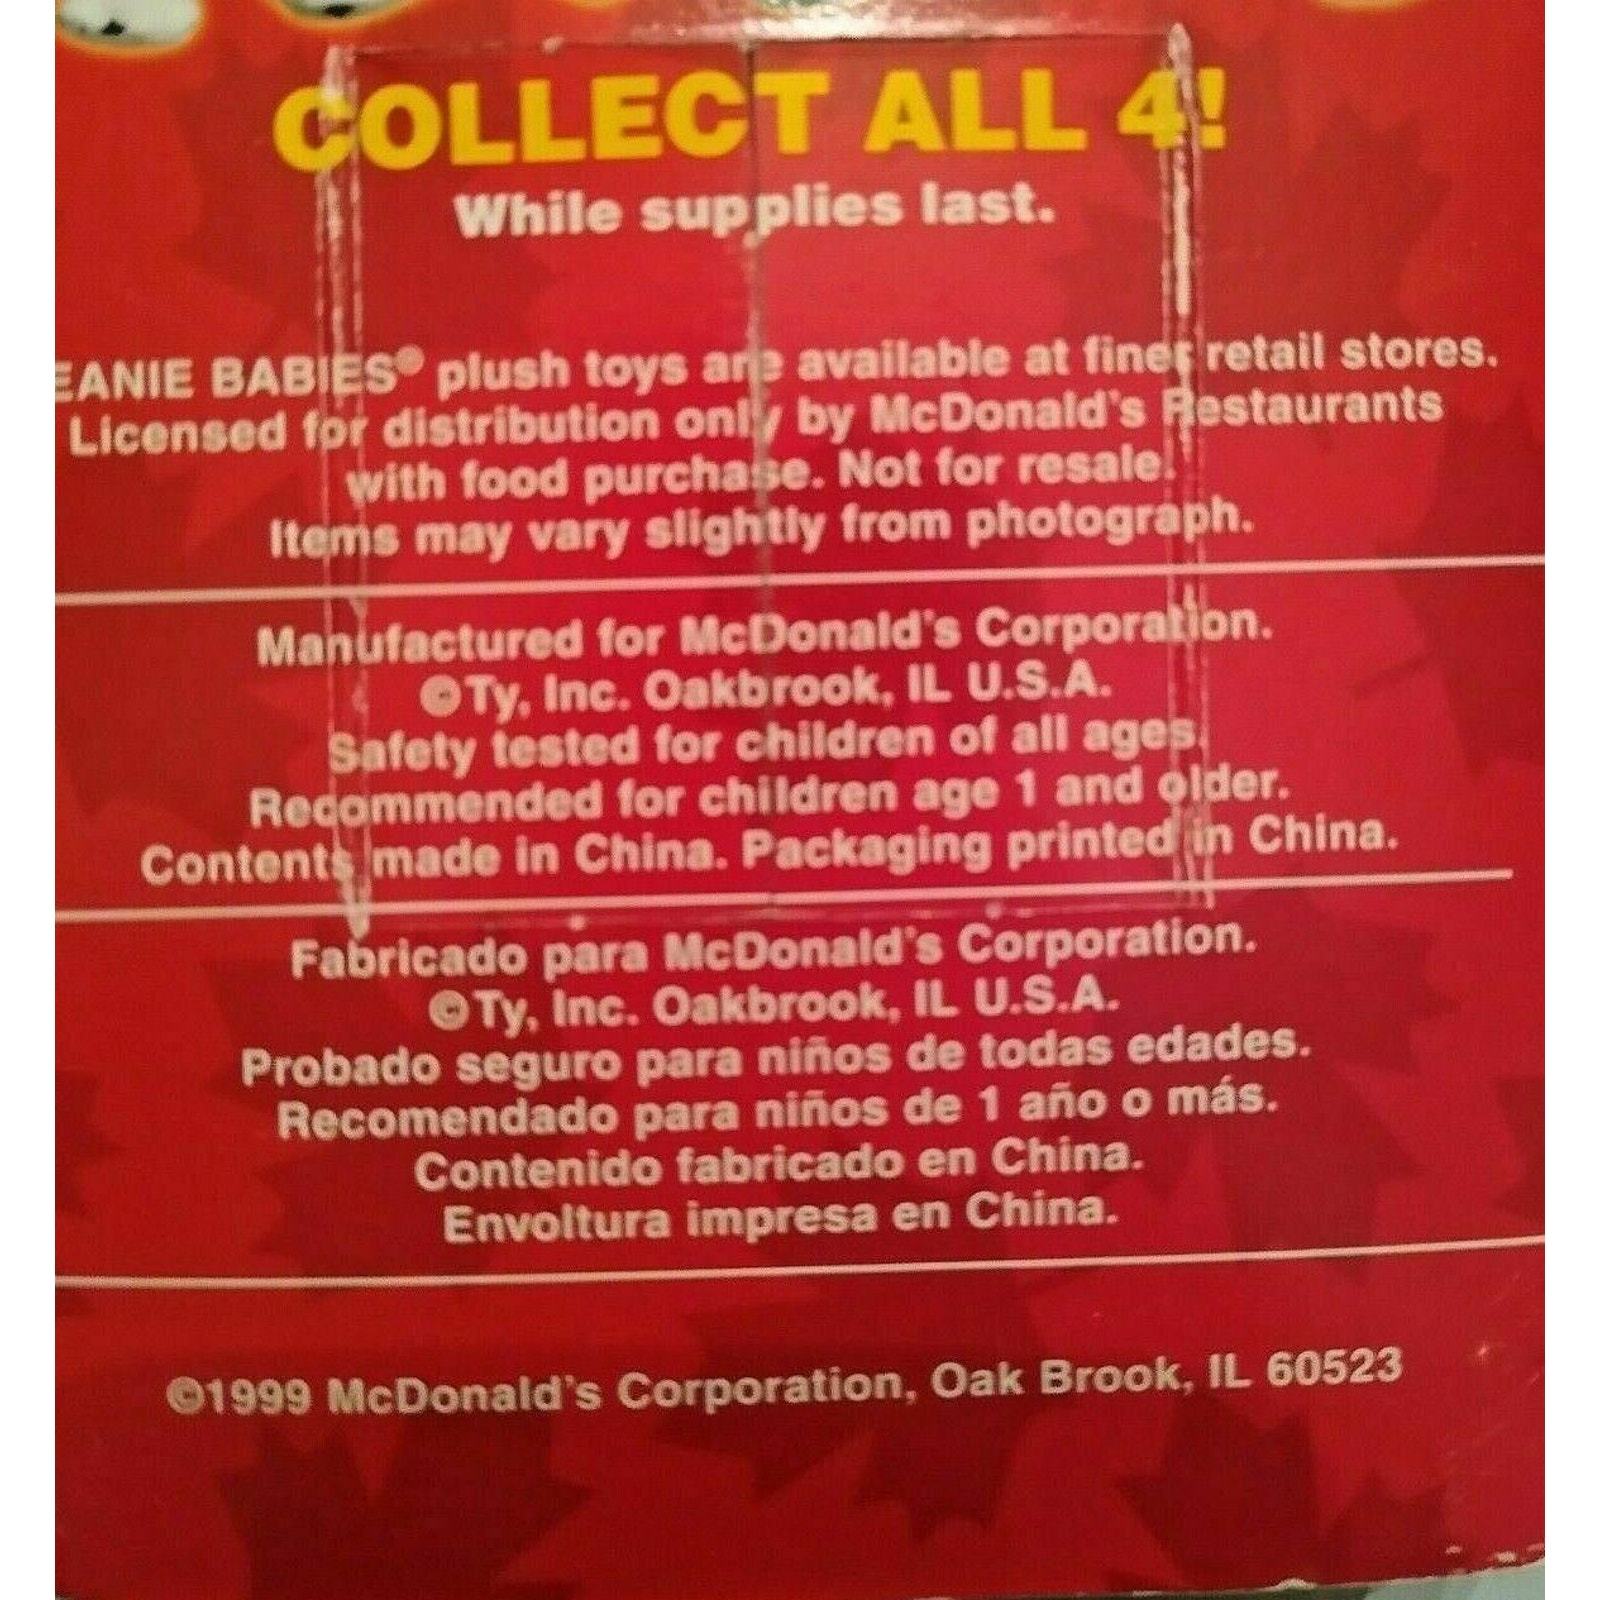 COLLECT ALL 4!
While supplies last.
EANIE BABIES® plush toys are available at finer retail stores.
Licensed for distribution only by McDonald's Restaurants
with food purchase. Not for resale.
Items may vary slightly from photograph.
Manufactured for McDonald's Corporation.
©Ty, Inc. Oakbrook, IL U.S.A.
Safety tested for children of all ages.
Recommended for children age 1 and older.
Contents made in China. Packaging printed in China.
Fabricado para McDonald's Corporation.
©Ty, Inc. Oakbrook, IL U.S.A.
Probado seguro para niños de todas edades.
Recomendado para niños de 1 año o más.
Contenido fabricado en China.
Envoltura impresa en China.
©1999 McDonald's Corporation, Oak Brook, IL 60523